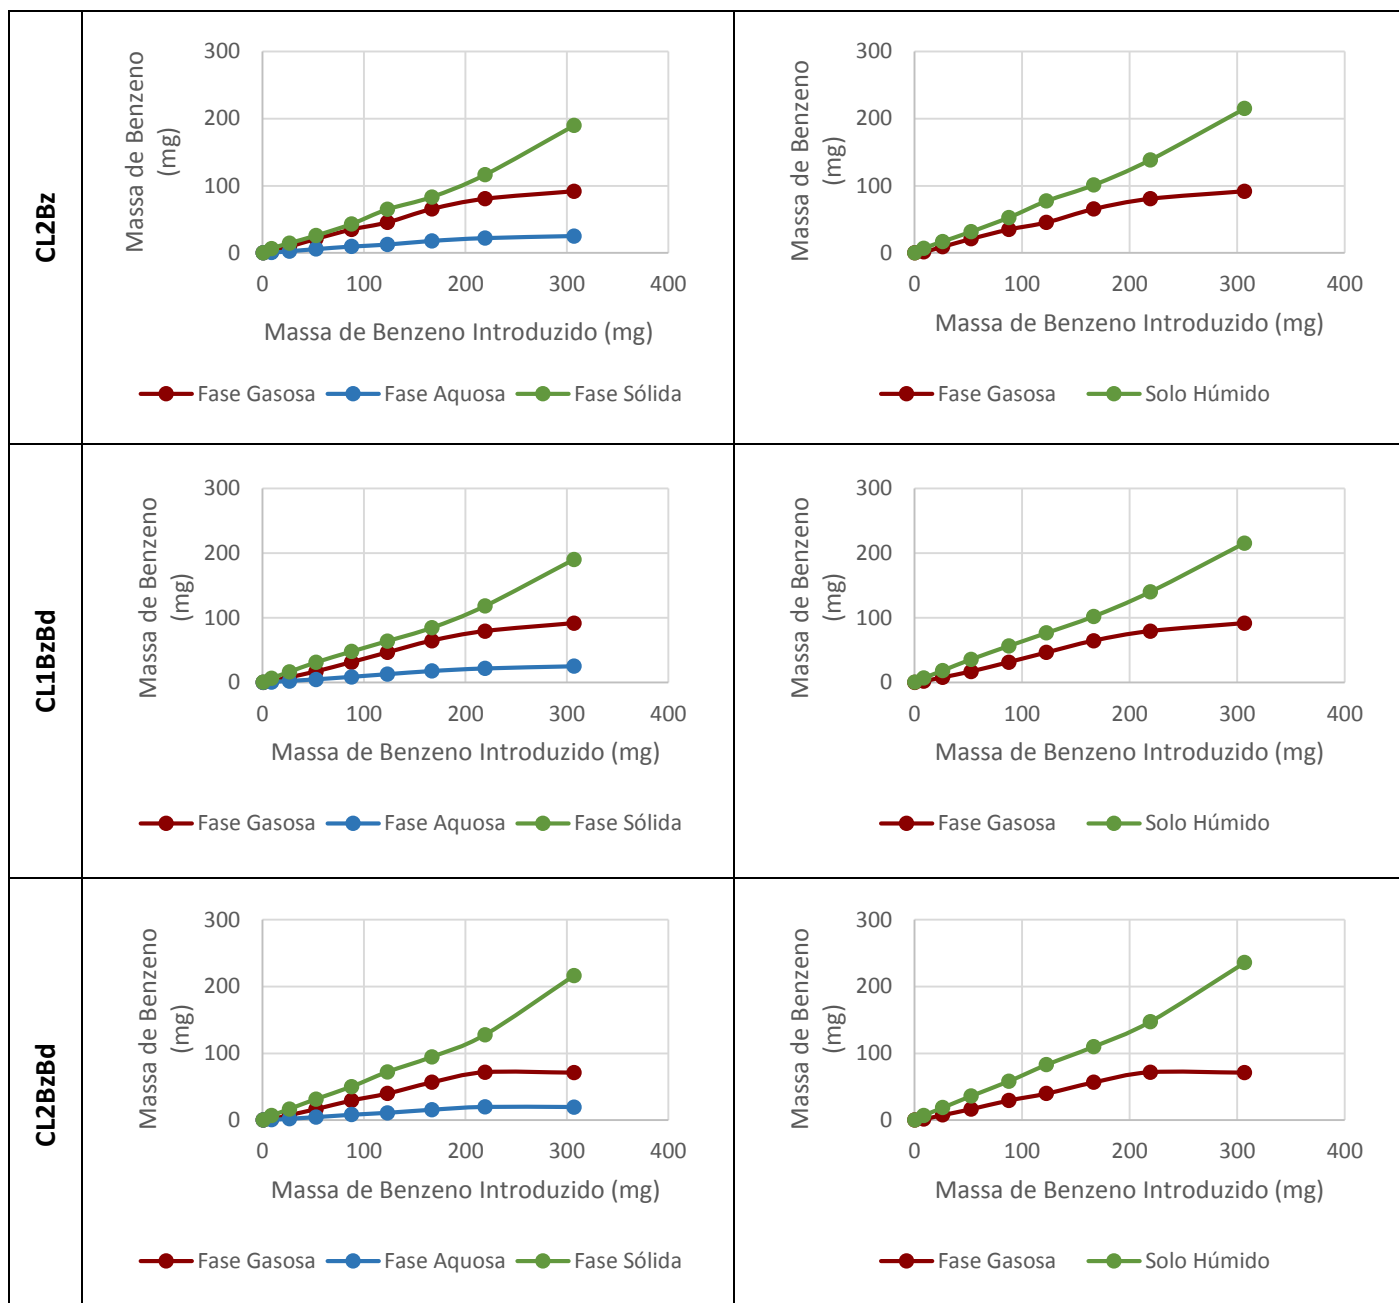 CL2Bz
Massa de Benzeno
(mg)
300
200
100
0
0 100 200 300 400
Massa de Benzeno Introduzido (mg)
Fase Gasosa Fase Aquosa Fase Sólida
Massa de Benzeno
(mg)
300
200
100
0
0 100 200 300 400
Massa de Benzeno Introduzido (mg)
Fase Gasosa Solo Húmido
CL1BzBd
Massa de Benzeno
(mg)
300
200
100
0
0 100 200 300 400
Massa de Benzeno Introduzido (mg)
Fase Gasosa Fase Aquosa Fase Sólida
Massa de Benzeno
(mg)
300
200
100
0
0 100 200 300 400
Massa de Benzeno Introduzido (mg)
Fase Gasosa Solo Húmido
CL2BzBd
Massa de Benzeno
(mg)
300
200
100
0
0 100 200 300 400
Massa de Benzeno Introduzido (mg)
Fase Gasosa Fase Aquosa Fase Sólida
Massa de Benzeno
(mg)
300
200
100
0
0 100 200 300 400
Massa de Benzeno Introduzido (mg)
Fase Gasosa Solo Húmido